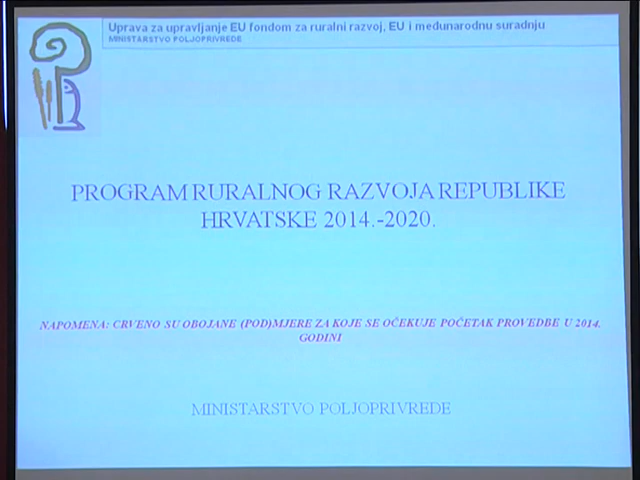 Uprava za upravljanje EU fondom za ruralni razvoj, EU i međunarodnu suradnju
MINISTARSTVO POLJOPRIVREDE
PROGRAM RURALNOG RAZVOJA REPUBLIKE
HRVATSKE 2014.-2020.
NAPOMENA: CRVENO SU OBOJANE (POD)MJERE ZA KOJE SE OČEKUJE POČETAK PROVEDBE U 2014.
GODINI
MINISTARSTVO POLJOPRIVREDE